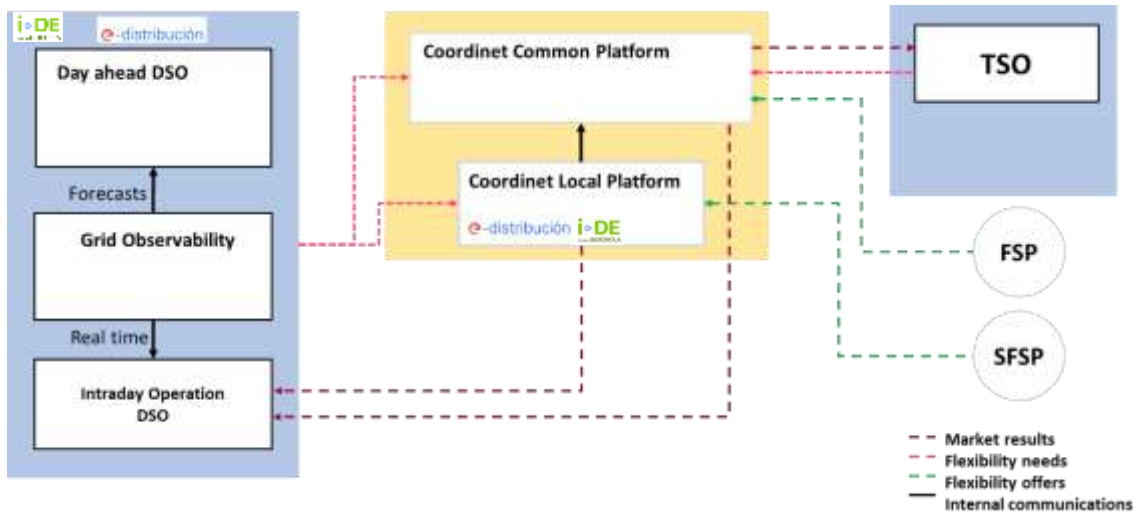 i-DE
e-distribución
Day ahead DSO
Forecasts
Grid Observability
Real time
Intraday Operation
DSO
Coordinet Common Platform
Coordinet Local Platform
e-distribución i-DE
TSO
FSP
SFSP
Market results
Flexibility needs
Flexibility offers
Internal communications